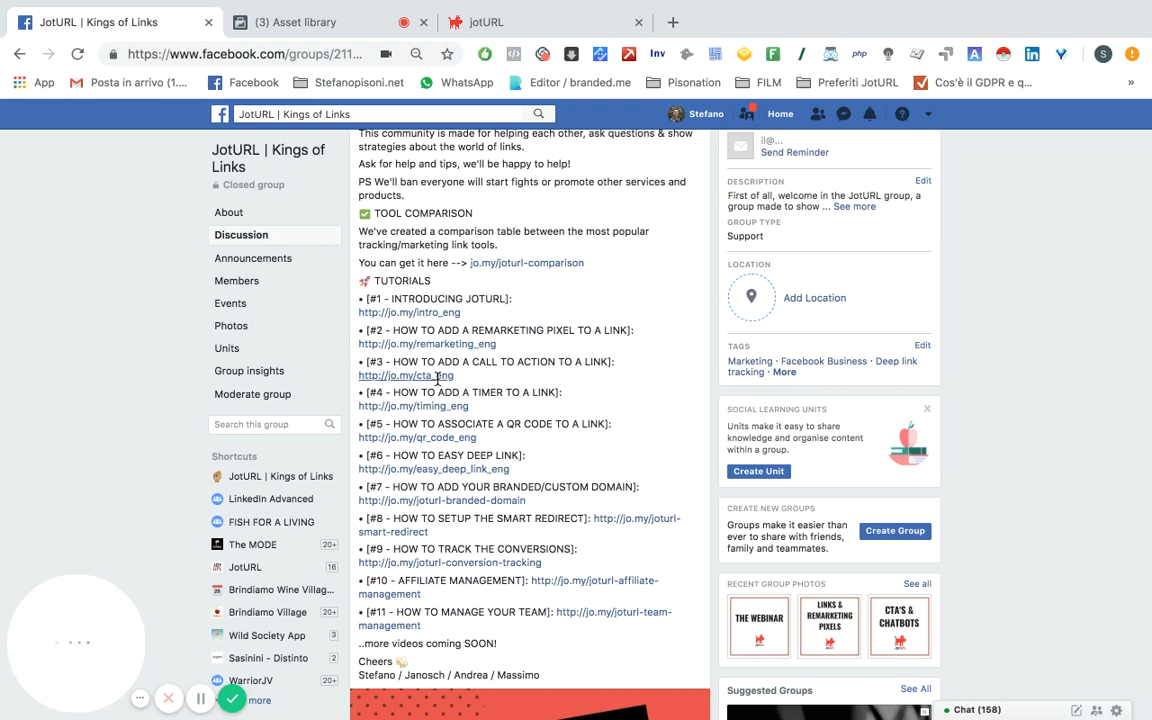 JotURL | Kings of Links
(3) Asset library
jotURL
https://www.facebook.com/groups/211...
Inv
php
S
App
Posta in arrivo (1....
Facebook
Stefanopisoni.net
WhatsApp
Editor / branded.me
Pisonation
FILM
Preferiti JotURL
Cos'è il GDPR e q...
»
JotURL | Kings of Links
Stefano
Home
JotURL | Kings of
Links
Closed group
About
Discussion
Announcements
Members
Events
Photos
Units
Group insights
Moderate group
Search this group
Shortcuts
JotURL | Kings of Links
LinkedIn Advanced
FISH FOR A LIVING
The MODE 20+
JotURL 16
Brindiamo Wine Villag...
Brindiamo Village 20+
Wild Society App 3
Sasinini - Distinto 2
WarriorJV 20+
more
This community is made for helping each other, ask questions & show
strategies about the world of links.
Ask for help and tips, we'll be happy to help!
PS We'll ban everyone will start fights or promote other services and
products.
✅ TOOL COMPARISON
We've created a comparison table between the most popular
tracking/marketing link tools.
You can get it here --> jo.my/joturl-comparison
🚀 TUTORIALS
• [#1 - INTRODUCING JOTURL]:
http://jo.my/intro_eng
• [#2 - HOW TO ADD A REMARKETING PIXEL TO A LINK]:
http://jo.my/remarketing_eng
• [#3 - HOW TO ADD A CALL TO ACTION TO A LINK]:
http://jo.my/cta_eng
• [#4 - HOW TO ADD A TIMER TO A LINK]:
http://jo.my/timing_eng
• [#5 - HOW TO ASSOCIATE A QR CODE TO A LINK]:
http://jo.my/qr_code_eng
• [#6 - HOW TO EASY DEEP LINK]:
http://jo.my/easy_deep_link_eng
• [#7 - HOW TO ADD YOUR BRANDED/CUSTOM DOMAIN]:
http://jo.my/joturl-branded-domain
• [#8 - HOW TO SETUP THE SMART REDIRECT]: http://jo.my/joturl-
smart-redirect
• [#9 - HOW TO TRACK THE CONVERSIONS]:
http://jo.my/joturl-conversion-tracking
• [#10 - AFFILIATE MANAGEMENT]: http://jo.my/joturl-affiliate-
management
• [#11 - HOW TO MANAGE YOUR TEAM]: http://jo.my/joturl-team-
management
..more videos coming SOON!
Cheers 🍻
Stefano / Janosch / Andrea / Massimo
il@...
Send Reminder
DESCRIPTION Edit
First of all, welcome in the JotURL group, a
group made to show ... See more
GROUP TYPE
Support
LOCATION
Add Location
TAGS Edit
Marketing · Facebook Business · Deep link
tracking · More
SOCIAL LEARNING UNITS
Units make it easy to share
knowledge and organise content
within a group.
Create Unit
CREATE NEW GROUPS
Groups make it easier than
ever to share with friends,
family and teammates.
Create Group
RECENT GROUP PHOTOS See all
THE WEBINAR
LINKS &
REMARKETING
PIXELS
CTA'S &
CHATBOTS
Suggested Groups See All
Chat (158)